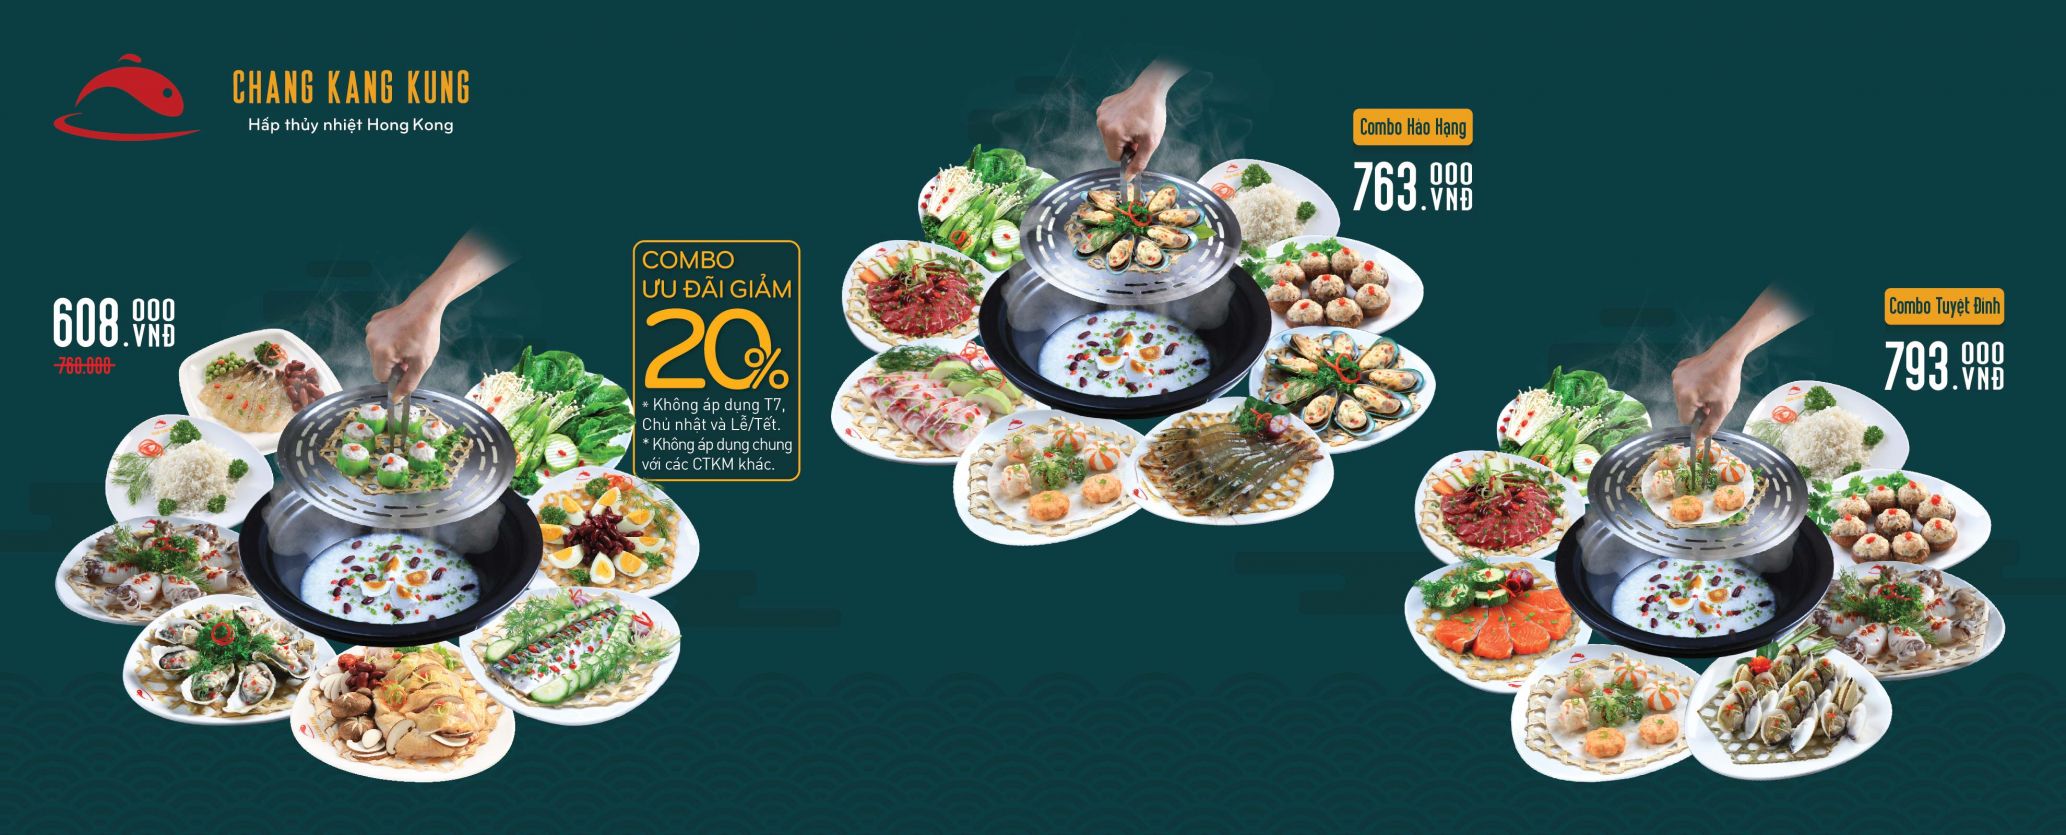 CHANG KANG KUNG
Hấp thủy nhiệt Hong Kong
608.000 VNĐ
760.000
COMBO
ƯU ĐÃI GIẢM
20%
* Không áp dụng T7,
Chủ nhật và Lễ/Tết.
* Không áp dụng chung
với các CTKM khác.
Combo Hảo Hạng
763.000 VNĐ
Combo Tuyệt Đỉnh
793.000 VNĐ